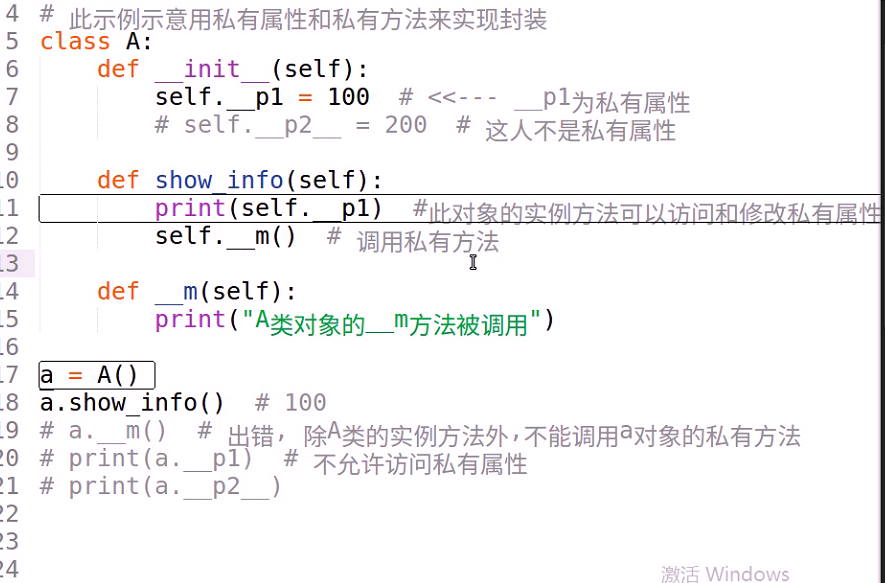 4 # 此示例示意用私有属性和私有方法来实现封装
5 class A:
6     def __init__(self):
7         self.__p1 = 100  # <<--- __p1为私有属性
8         # self.__p2__ = 200  # 这人不是私有属性
9
10     def show_info(self):
11         print(self.__p1)  #此对象的实例方法可以访问和修改私有属性
12         self.__m()  # 调用私有方法
13
14     def __m(self):
15         print("A类对象的__m方法被调用")
16
17 a = A()
18 a.show_info()  # 100
19 # a.__m()  # 出错, 除A类的实例方法外,不能调用a对象的私有方法
20 # print(a.__p1)  # 不允许访问私有属性
21 # print(a.__p2__)
22
23
24
激活 Windows